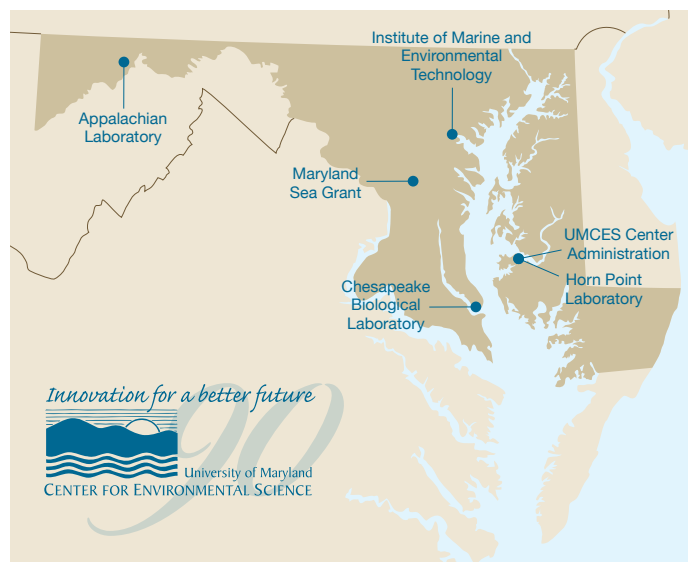 Institute of Marine and
Environmental
Technology
Appalachian
Laboratory
Maryland
Sea Grant
UMCES Center
Administration
Horn Point
Laboratory
Chesapeake
Biological
Laboratory
90
Innovation for a better future
University of Maryland
CENTER FOR ENVIRONMENTAL SCIENCE